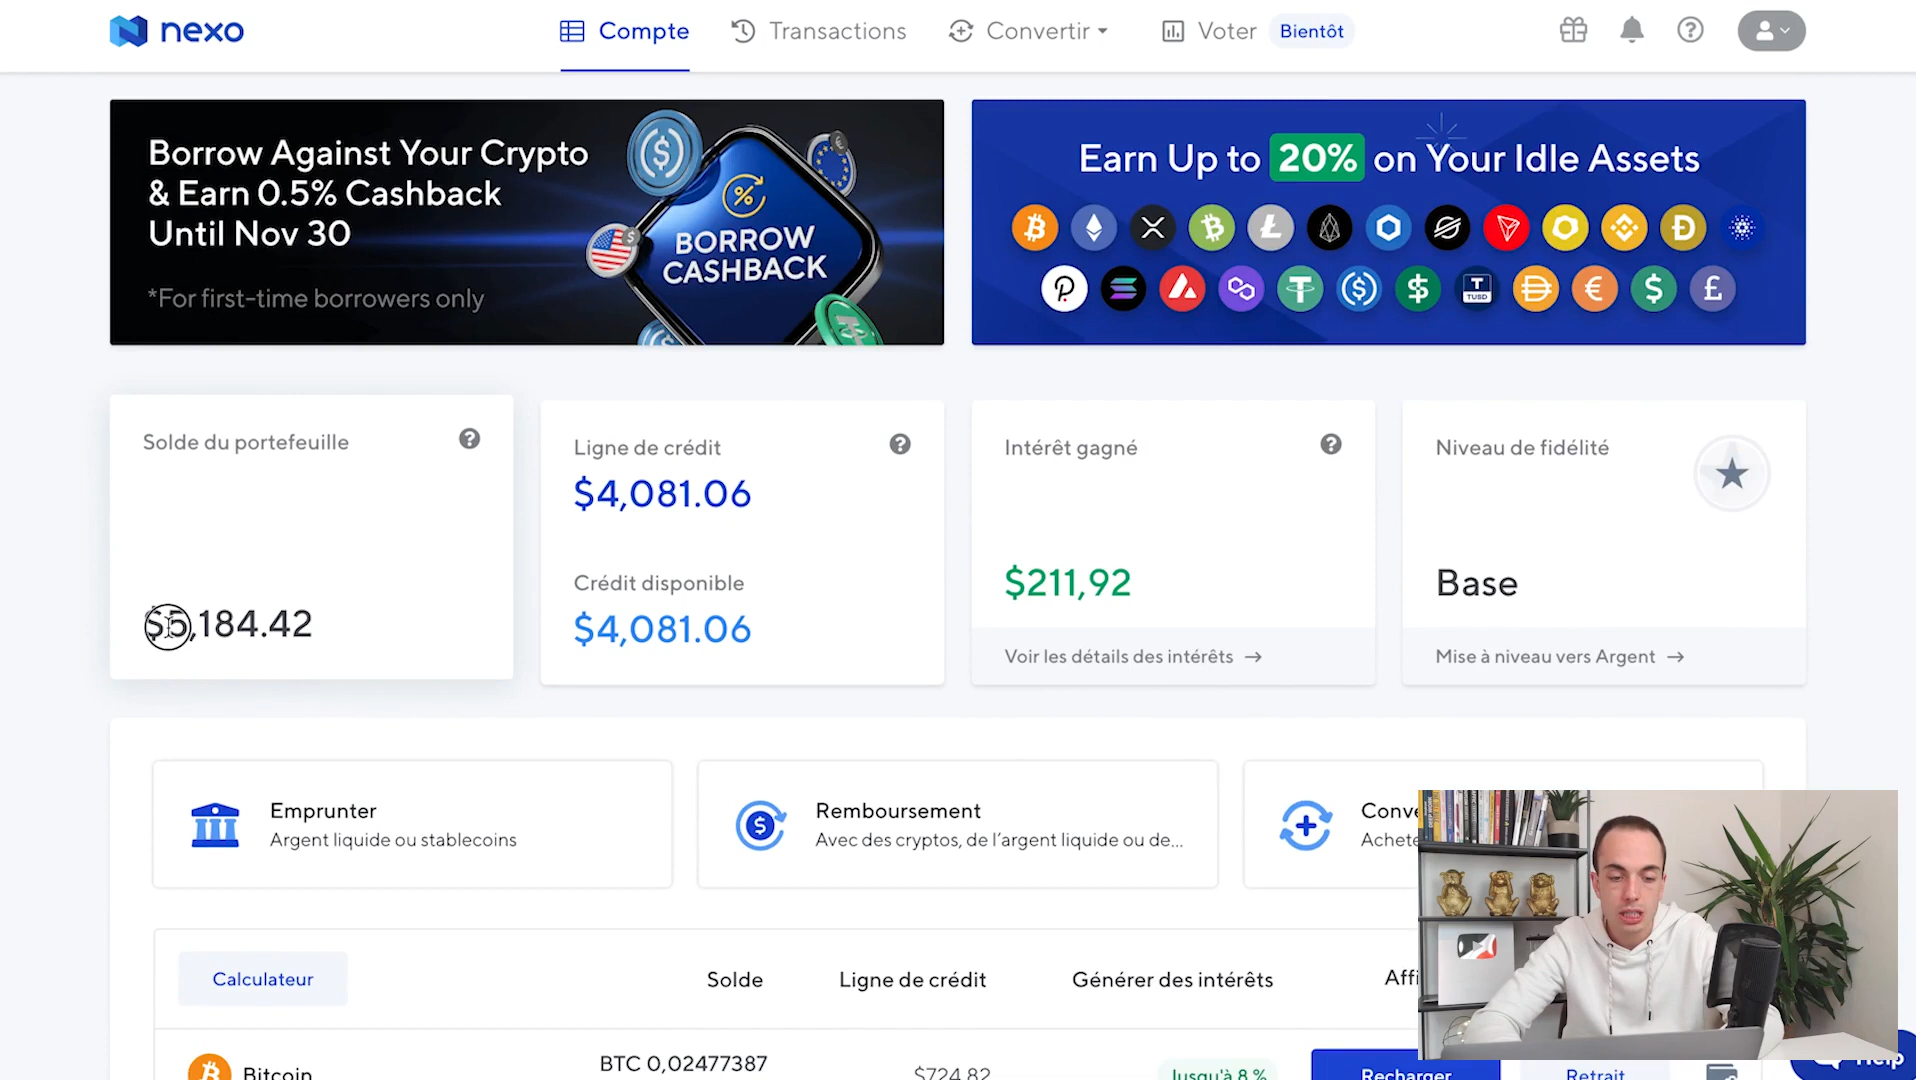 nexo
Compte
Transactions
Convertir
Voter
Bientôt
Borrow Against Your Crypto
& Earn 0.5% Cashback
Until Nov 30
*For first-time borrowers only
BORROW
CASHBACK
Earn Up to 20% on Your Idle Assets
TUSD
Solde du portefeuille
$5,184.42
Ligne de crédit
$4,081.06
Crédit disponible
$4,081.06
Intérêt gagné
$211,92
Voir les détails des intérêts →
Niveau de fidélité
Base
Mise à niveau vers Argent →
Emprunter
Argent liquide ou stablecoins
Remboursement
Avec des cryptos, de l'argent liquide ou de...
Conve
Achete
Calculateur
Solde
Ligne de crédit
Générer des intérêts
Affi
Bitcoin
BTC 0,02477387
$724.82
Jusqu'à 8 %
Recharger
Retrait
Help